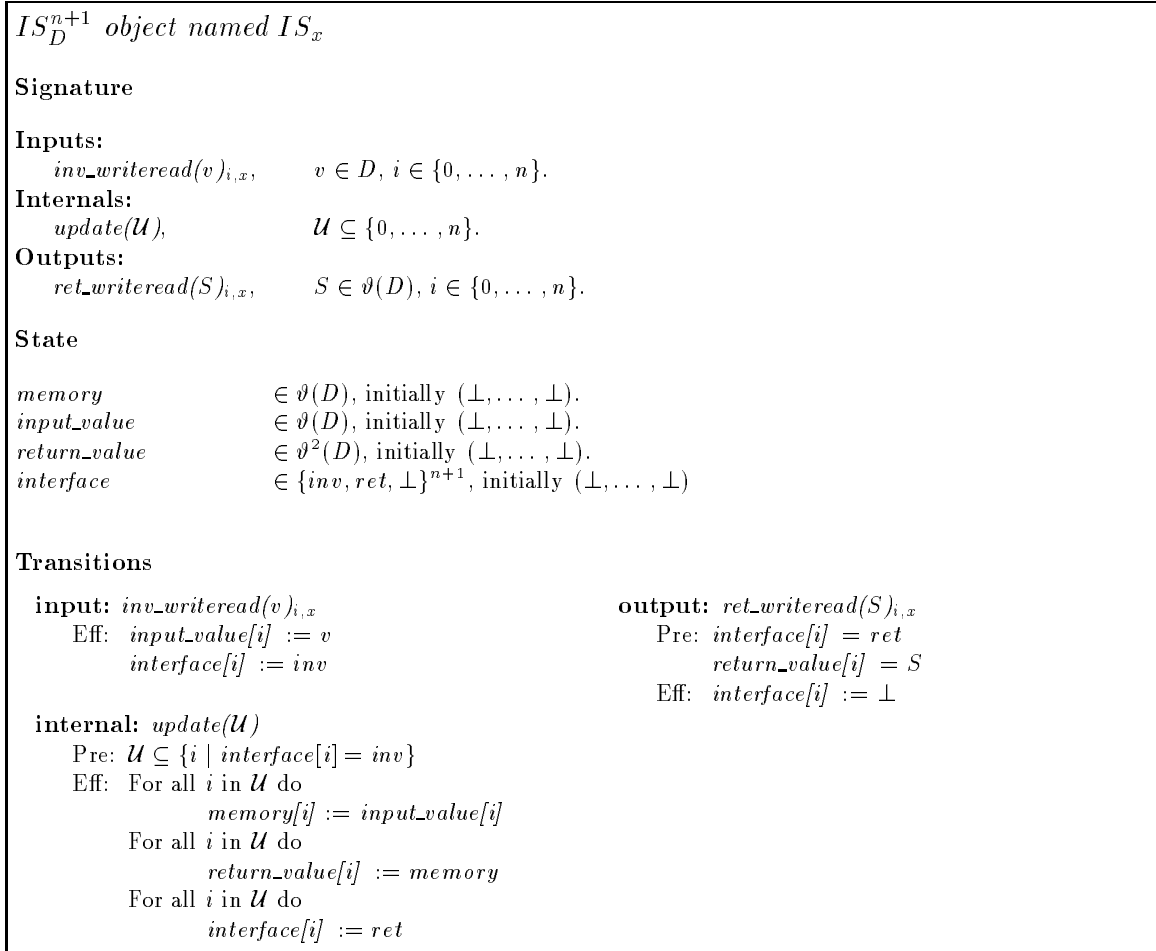 IS_D^{n+1} object named IS_x
Signature
Inputs:
inv_writeread(v)_{i,x}, v ∈ D, i ∈ {0, ... , n}.
Internals:
update(𝒰), 𝒰 ⊆ {0, ... , n}.
Outputs:
ret_writeread(S)_{i,x}, S ∈ ϑ(D), i ∈ {0, ... , n}.
State
memory ∈ ϑ(D), initially (⊥, ... , ⊥).
input_value ∈ ϑ(D), initially (⊥, ... , ⊥).
return_value ∈ ϑ²(D), initially (⊥, ... , ⊥).
interface ∈ {inv, ret, ⊥}^{n+1}, initially (⊥, ... , ⊥)
Transitions
input: inv_writeread(v)_{i,x}
Eff: input_value[i] := v
interface[i] := inv
internal: update(𝒰)
Pre: 𝒰 ⊆ {i | interface[i] = inv}
Eff: For all i in 𝒰 do
memory[i] := input_value[i]
For all i in 𝒰 do
return_value[i] := memory
For all i in 𝒰 do
interface[i] := ret
output: ret_writeread(S)_{i,x}
Pre: interface[i] = ret
return_value[i] = S
Eff: interface[i] := ⊥